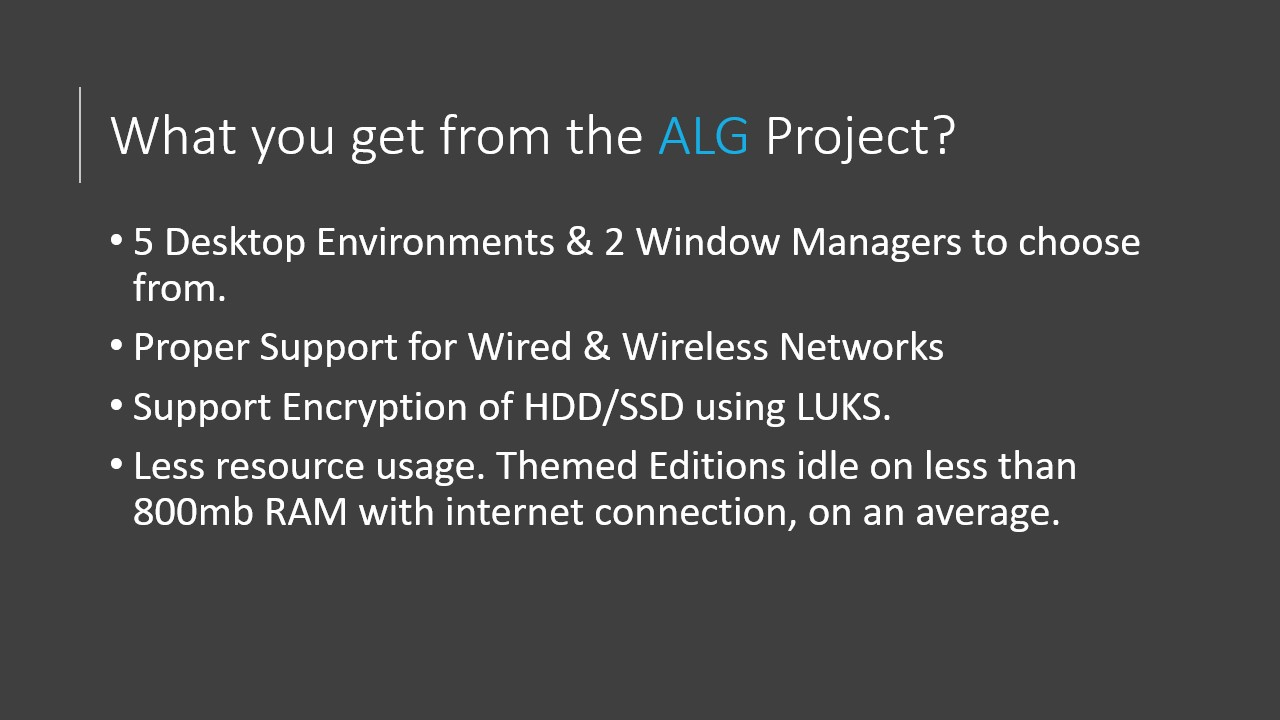 What you get from the ALG Project?
• 5 Desktop Environments & 2 Window Managers to choose
from.
• Proper Support for Wired & Wireless Networks
• Support Encryption of HDD/SSD using LUKS.
• Less resource usage. Themed Editions idle on less than
800mb RAM with internet connection, on an average.